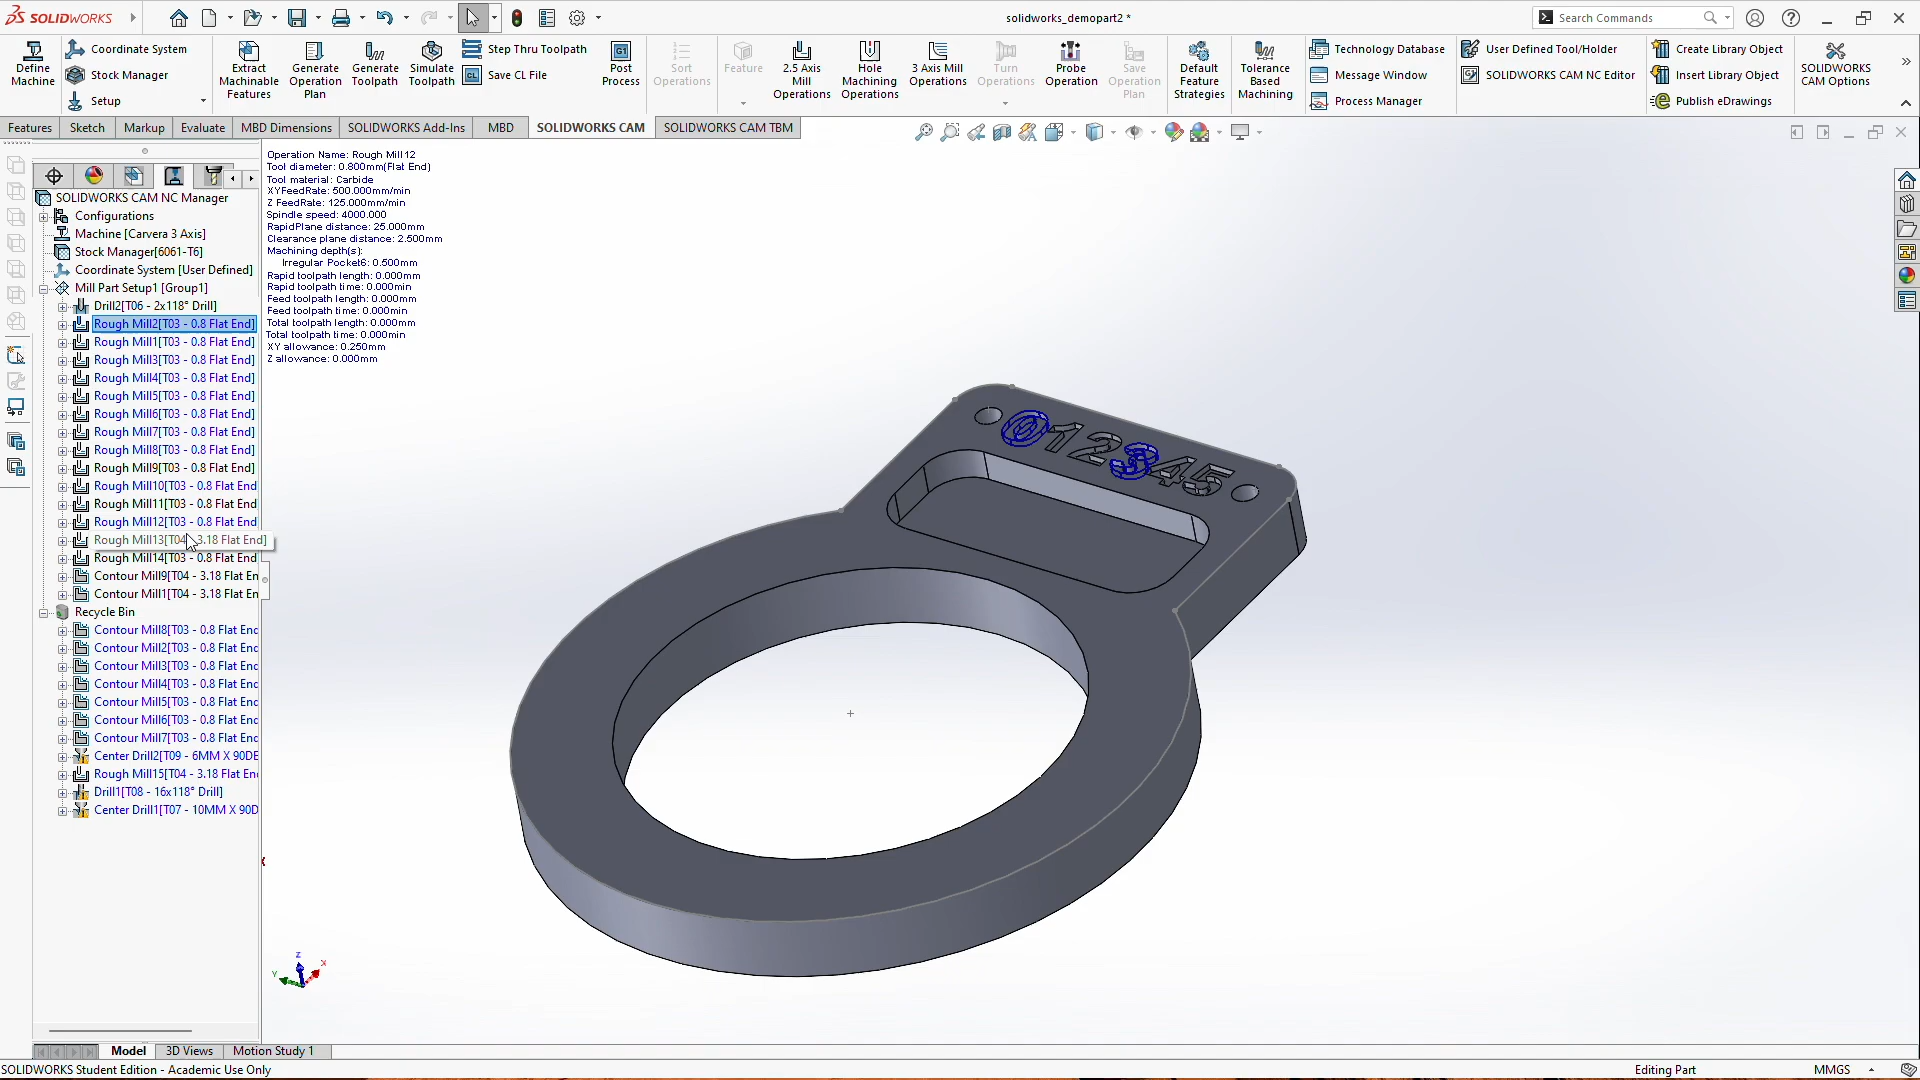 SOLIDWORKS
solidworks_demopart2 *
Search Commands
Define Machine
Coordinate System
Stock Manager
Setup
Extract Machinable Features
Generate Operation Plan
Generate Toolpath
Simulate Toolpath
Step Thru Toolpath
Save CL File
Post Process
Sort Operations
Feature
2.5 Axis Mill Operations
Hole Machining Operations
3 Axis Mill Operations
Turn Operations
Probe Operation
Save Operation Plan
Default Feature Strategies
Tolerance Based Machining
Technology Database
Message Window
Process Manager
User Defined Tool/Holder
SOLIDWORKS CAM NC Editor
Create Library Object
Insert Library Object
Publish eDrawings
SOLIDWORKS CAM Options
Features
Sketch
Markup
Evaluate
MBD Dimensions
SOLIDWORKS Add-Ins
MBD
SOLIDWORKS CAM
SOLIDWORKS CAM TBM
SOLIDWORKS CAM NC Manager
Configurations
Machine [Carvera 3 Axis]
Stock Manager[6061-T6]
Coordinate System [User Defined]
Mill Part Setup1 [Group1]
Drill2[T06 - 2x118° Drill]
Rough Mill2[T03 - 0.8 Flat End]
Rough Mill1[T03 - 0.8 Flat End]
Rough Mill3[T03 - 0.8 Flat End]
Rough Mill4[T03 - 0.8 Flat End]
Rough Mill5[T03 - 0.8 Flat End]
Rough Mill6[T03 - 0.8 Flat End]
Rough Mill7[T03 - 0.8 Flat End]
Rough Mill8[T03 - 0.8 Flat End]
Rough Mill9[T03 - 0.8 Flat End]
Rough Mill10[T03 - 0.8 Flat End
Rough Mill11[T03 - 0.8 Flat End
Rough Mill12[T03 - 0.8 Flat End
Rough Mill13[T04 - 3.18 Flat End]
Rough Mill14[T03 - 0.8 Flat End
Contour Mill9[T04 - 3.18 Flat En
Contour Mill1[T04 - 3.18 Flat En
Recycle Bin
Contour Mill8[T03 - 0.8 Flat Enc
Contour Mill2[T03 - 0.8 Flat Enc
Contour Mill3[T03 - 0.8 Flat Enc
Contour Mill4[T03 - 0.8 Flat Enc
Contour Mill5[T03 - 0.8 Flat Enc
Contour Mill6[T03 - 0.8 Flat Enc
Contour Mill7[T03 - 0.8 Flat Enc
Center Drill2[T09 - 6MM X 90DE
Rough Mill15[T04 - 3.18 Flat En
Drill1[T08 - 16x118° Drill]
Center Drill1[T07 - 10MM X 90D
Operation Name: Rough Mill12
Tool diameter: 0.800mm(Flat End)
Tool material: Carbide
XYFeedRate: 500.000mm/min
Z FeedRate: 125.000mm/min
Spindle speed: 4000.000
RapidPlane distance: 25.000mm
Clearance plane distance: 2.500mm
Machining depth(s):
Irregular Pocket6: 0.500mm
Rapid toolpath length: 0.000mm
Rapid toolpath time: 0.000min
Feed toolpath length: 0.000mm
Feed toolpath time: 0.000min
Total toolpath length: 0.000mm
Total toolpath time: 0.000min
XY allowance: 0.250mm
Z allowance: 0.000mm
012345
Z
Y
X
Model
3D Views
Motion Study 1
SOLIDWORKS Student Edition - Academic Use Only
Editing Part
MMGS